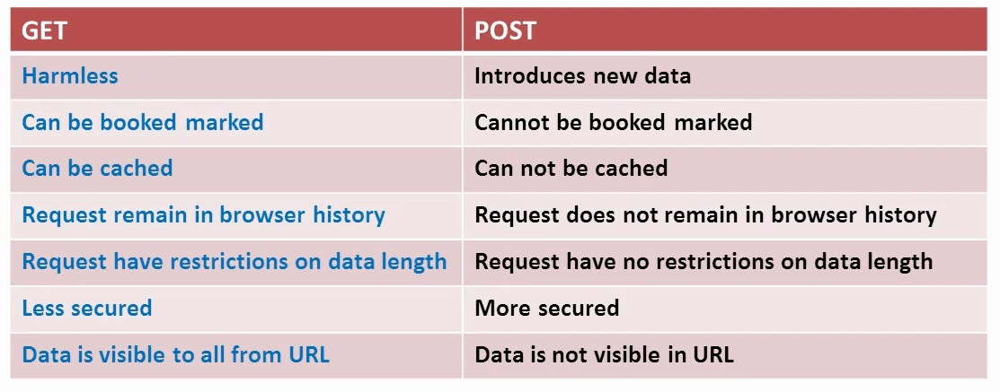 GET POST
Harmless Introduces new data
Can be booked marked Cannot be booked marked
Can be cached Can not be cached
Request remain in browser history Request does not remain in browser history
Request have restrictions on data length Request have no restrictions on data length
Less secured More secured
Data is visible to all from URL Data is not visible in URL